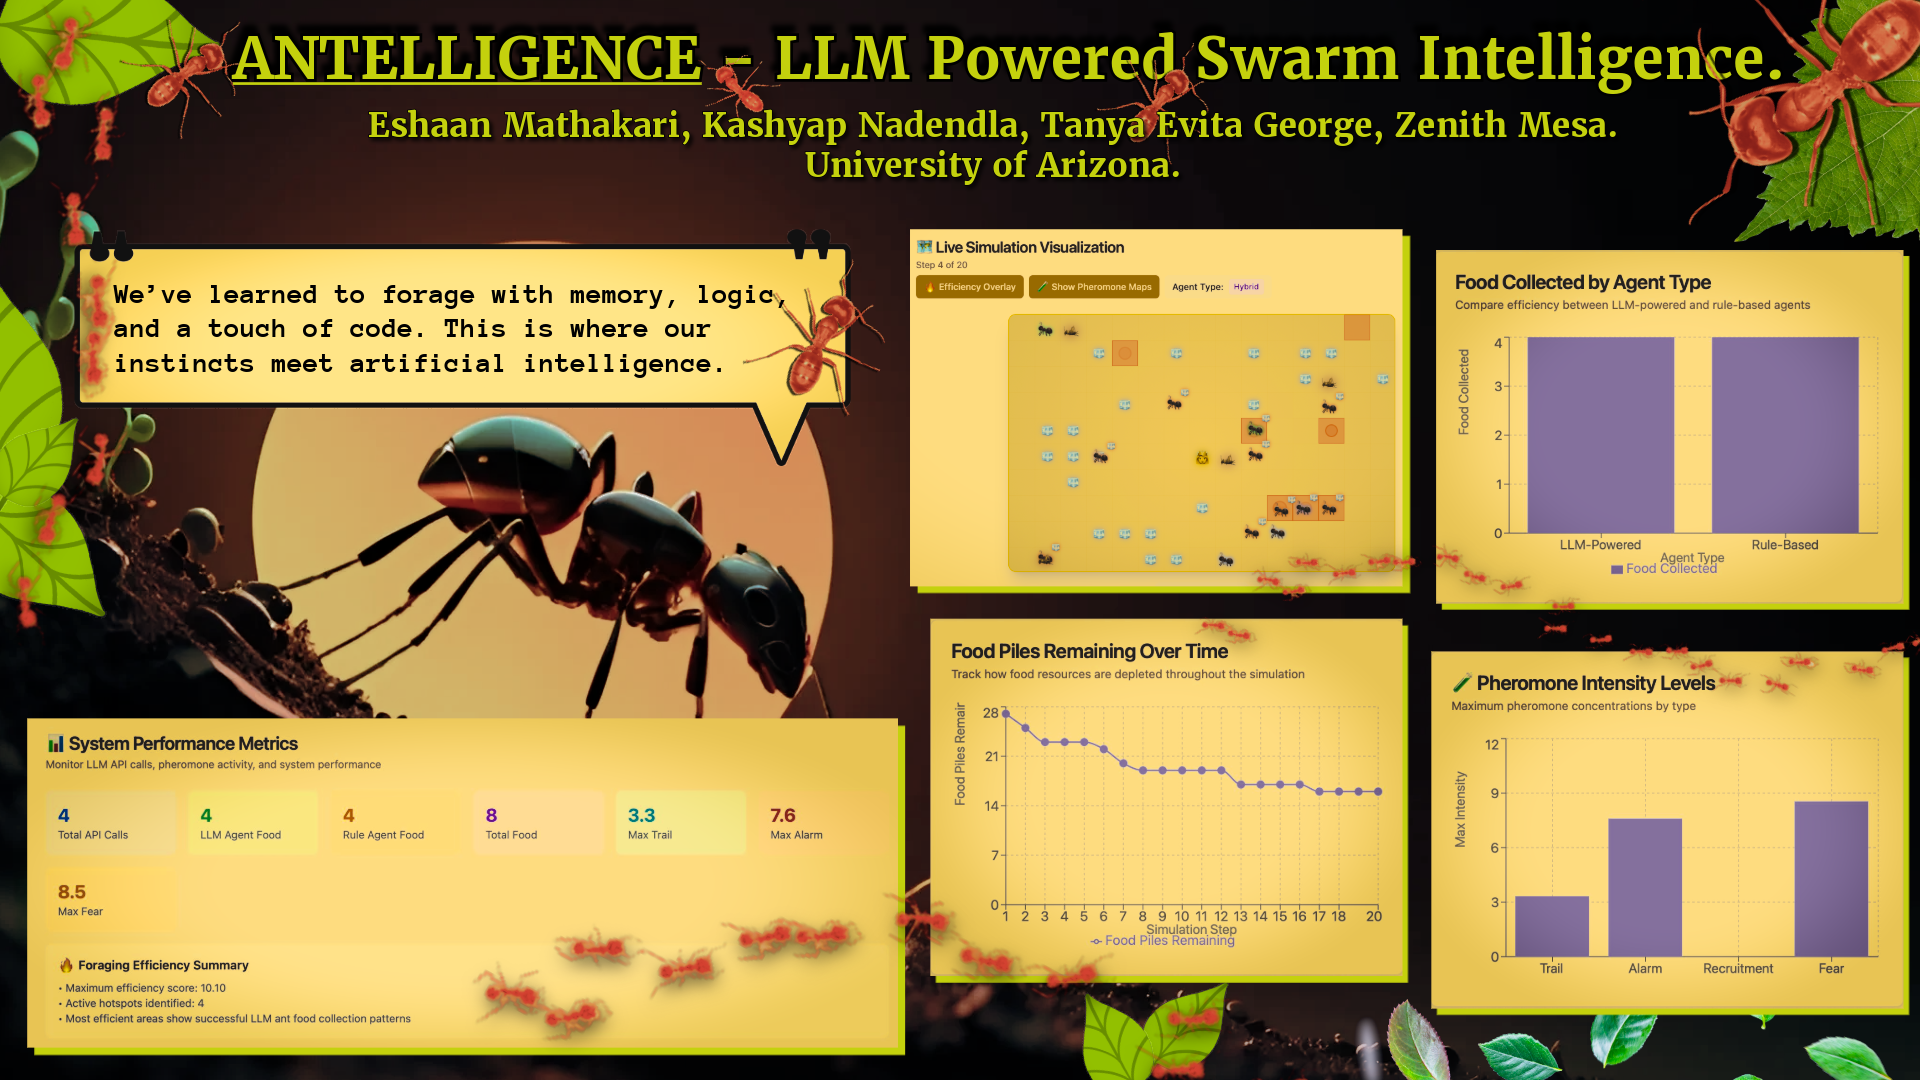 ANTELLIGENCE - LLM Powered Swarm Intelligence.
Eshaan Mathakari, Kashyap Nadendla, Tanya Evita George, Zenith Mesa.
University of Arizona.
We've learned to forage with memory, logic,
and a touch of code. This is where our
instincts meet artificial intelligence.
Live Simulation Visualization
Step 4 of 20
Efficiency Overlay
Show Pheromone Maps
Agent Type: Hybrid
Food Collected by Agent Type
Compare efficiency between LLM-powered and rule-based agents
Food Collected
4
3
2
1
0
LLM-Powered
Rule-Based
Agent Type
Food Collected
System Performance Metrics
Monitor LLM API calls, pheromone activity, and system performance
4
Total API Calls
4
LLM Agent Food
4
Rule Agent Food
8
Total Food
3.3
Max Trail
7.6
Max Alarm
8.5
Max Fear
Foraging Efficiency Summary
• Maximum efficiency score: 10.10
• Active hotspots identified: 4
• Most efficient areas show successful LLM ant food collection patterns
Food Piles Remaining Over Time
Track how food resources are depleted throughout the simulation
Food Piles Remair
28
21
14
7
0
1 2 3 4 5 6 7 8 9 10 11 12 13 14 15 16 17 18 20
Simulation Step
Food Piles Remaining
Pheromone Intensity Levels
Maximum pheromone concentrations by type
Max Intensity
12
9
6
3
0
Trail Alarm Recruitment Fear